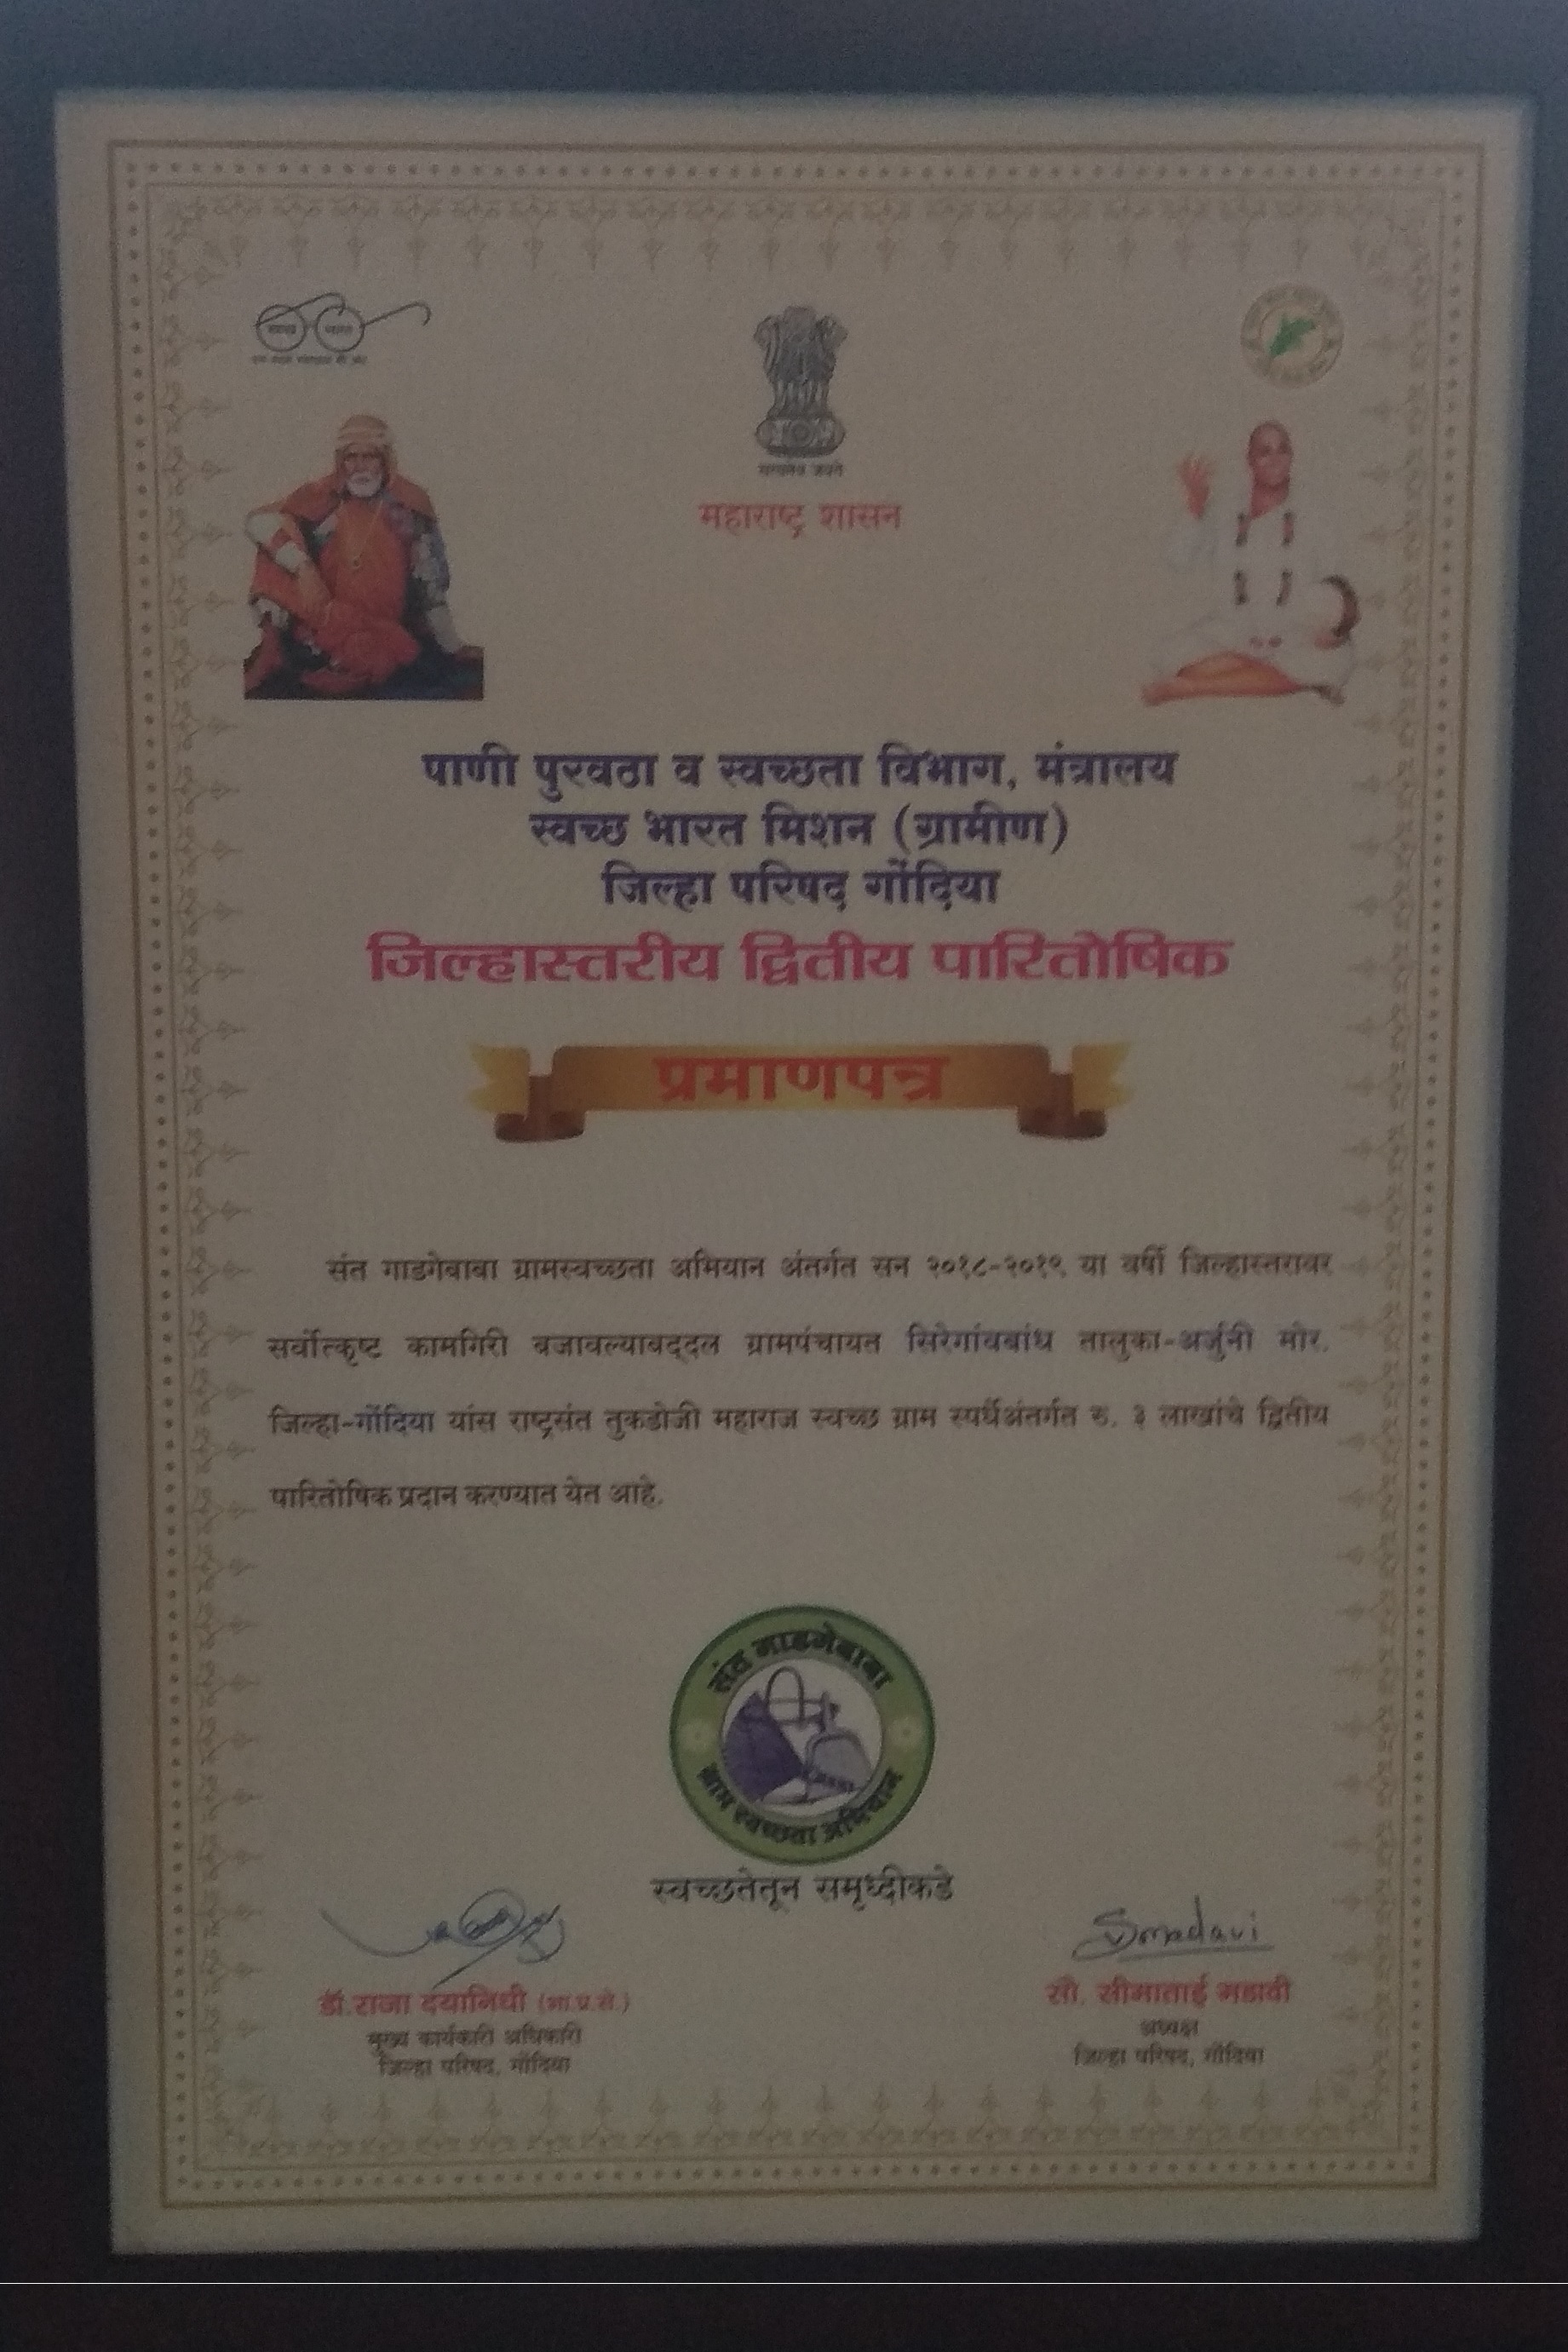 स्वच्छ भारत
एक कदम स्वच्छता की ओर
सत्यमेव जयते
महाराष्ट्र शासन
पाणी पुरवठा व स्वच्छता विभाग, मंत्रालय
स्वच्छ भारत मिशन (ग्रामीण)
जिल्हा परिषद गोंदिया
जिल्हास्तरीय द्वितीय पारितोषिक
प्रमाणपत्र
संत गाडगेबाबा ग्रामस्वच्छता अभियान अंतर्गत सन २०१८-२०१९ या वर्षी जिल्हास्तरावर
सर्वोत्कृष्ट कामगिरी बजावल्याबद्दल ग्रामपंचायत सिरेगांवबांध तालुका-अर्जुनी मोर.
जिल्हा-गोंदिया यांस राष्ट्रसंत तुकडोजी महाराज स्वच्छ ग्राम स्पर्धेअंतर्गत रु. ३ लाखांचे द्वितीय
पारितोषिक प्रदान करण्यात येत आहे.
संत गाडगेबाबा
ग्राम स्वच्छता अभियान
स्वच्छतेतून समृध्दीकडे
Smadavi
डॉ.राजा दयानिधी (भा.प्र.से.)
मुख्य कार्यकारी अधिकारी
जिल्हा परिषद, गोंदिया
सौ. सीमाताई मडावी
अध्यक्ष
जिल्हा परिषद, गोंदिया